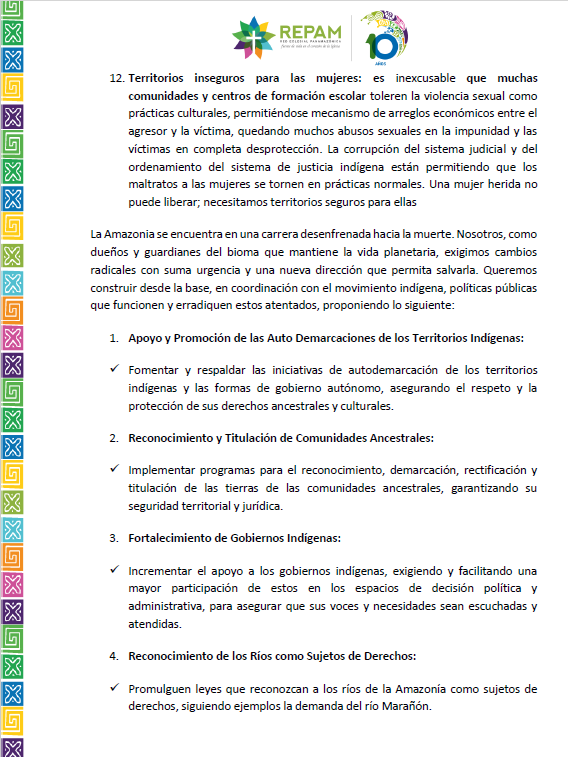 REPAM
RED ECLESIAL PANAMAZÓNICA
10
AÑOS
12. Territorios inseguros para las mujeres: es inexcusable que muchas
comunidades y centros de formación escolar toleren la violencia sexual como
prácticas culturales, permitiéndose mecanismo de arreglos económicos entre el
agresor y la víctima, quedando muchos abusos sexuales en la impunidad y las
víctimas en completa desprotección. La corrupción del sistema judicial y del
ordenamiento del sistema de justicia indígena están permitiendo que los
maltratos a las mujeres se tornen en prácticas normales. Una mujer herida no
puede liberar; necesitamos territorios seguros para ellas
La Amazonia se encuentra en una carrera desenfrenada hacia la muerte. Nosotros, como
dueños y guardianes del bioma que mantiene la vida planetaria, exigimos cambios
radicales con suma urgencia y una nueva dirección que permita salvarla. Queremos
construir desde la base, en coordinación con el movimiento indígena, políticas públicas
que funcionen y erradiquen estos atentados, proponiendo lo siguiente:
1. Apoyo y Promoción de las Auto Demarcaciones de los Territorios Indígenas:
✓ Fomentar y respaldar las iniciativas de autodemarcación de los territorios
indígenas y las formas de gobierno autónomo, asegurando el respeto y la
protección de sus derechos ancestrales y culturales.
2. Reconocimiento y Titulación de Comunidades Ancestrales:
✓ Implementar programas para el reconocimiento, demarcación, rectificación y
titulación de las tierras de las comunidades ancestrales, garantizando su
seguridad territorial y jurídica.
3. Fortalecimiento de Gobiernos Indígenas:
✓ Incrementar el apoyo a los gobiernos indígenas, exigiendo y facilitando una
mayor participación de estos en los espacios de decisión política y
administrativa, para asegurar que sus voces y necesidades sean escuchadas y
atendidas.
4. Reconocimiento de los Ríos como Sujetos de Derechos:
✓ Promulguen leyes que reconozcan a los ríos de la Amazonía como sujetos de
derechos, siguiendo ejemplos la demanda del río Marañón.